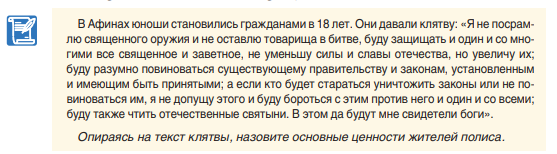 В Афинах юноши становились гражданами в 18 лет. Они давали клятву: «Я не посрам-
лю священного оружия и не оставлю товарища в битве, буду защищать и один и со мно-
гими все священное и заветное, не уменьшу силы и славы отечества, но увеличу их;
буду разумно повиноваться существующему правительству и законам, установленным
и имеющим быть принятыми; а если кто будет стараться уничтожить законы или не по-
виноваться им, я не допущу этого и буду бороться с этим против него и один и со всеми;
буду также чтить отечественные святыни. В этом да будут мне свидетели боги».
Опираясь на текст клятвы, назовите основные ценности жителей полиса.